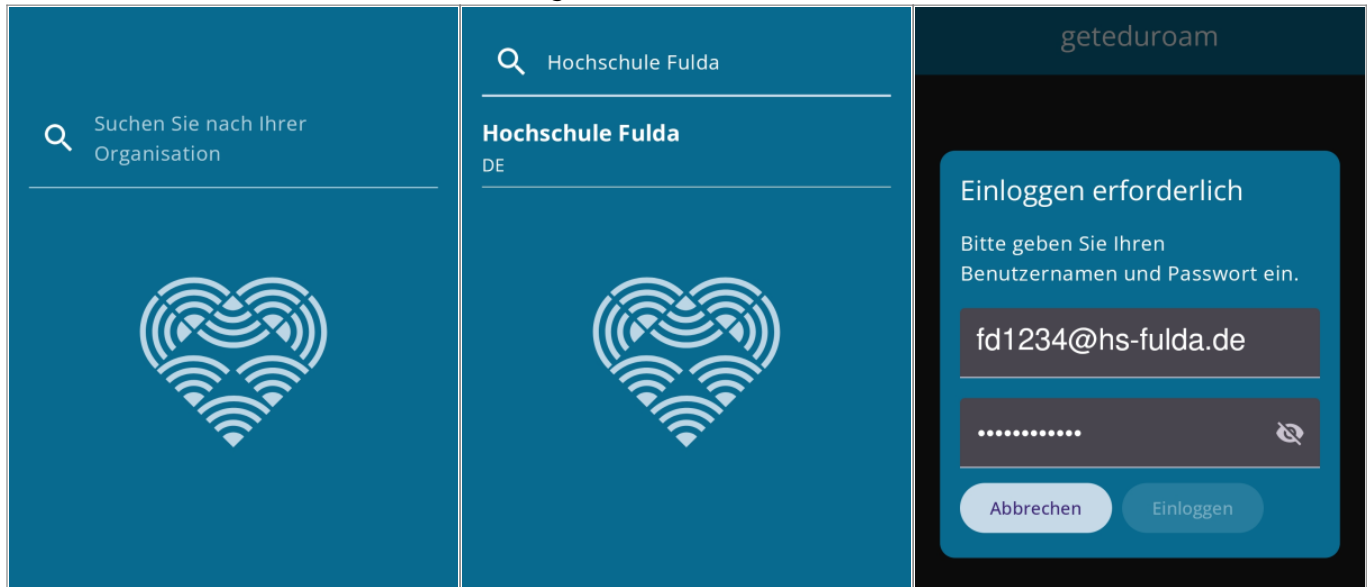 Suchen Sie nach Ihrer
Organisation
Hochschule Fulda
Hochschule Fulda
DE
geteduroam
Einloggen erforderlich
Bitte geben Sie Ihren
Benutzernamen und Passwort ein.
fd1234@hs-fulda.de
••••••••••••
Abbrechen Einloggen